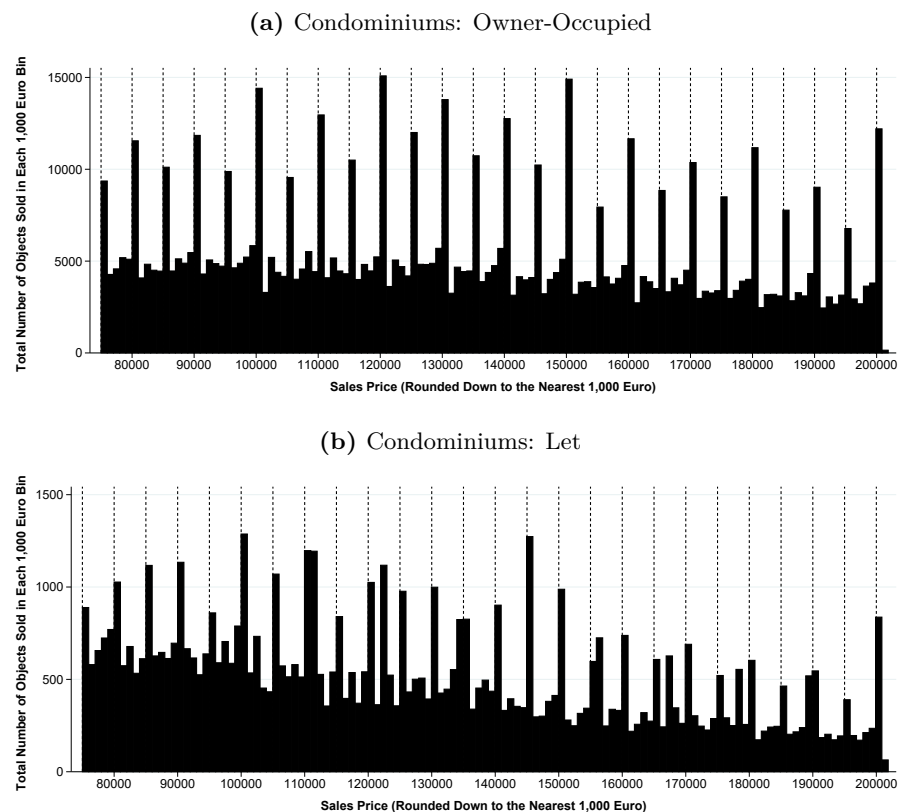 (a) Condominiums: Owner-Occupied
Total Number of Objects Sold in Each 1,000 Euro Bin
15000
10000
5000
0
80000 90000 100000 110000 120000 130000 140000 150000 160000 170000 180000 190000 200000
Sales Price (Rounded Down to the Nearest 1,000 Euro)
(b) Condominiums: Let
Total Number of Objects Sold in Each 1,000 Euro Bin
1500
1000
500
0
80000 90000 100000 110000 120000 130000 140000 150000 160000 170000 180000 190000 200000
Sales Price (Rounded Down to the Nearest 1,000 Euro)